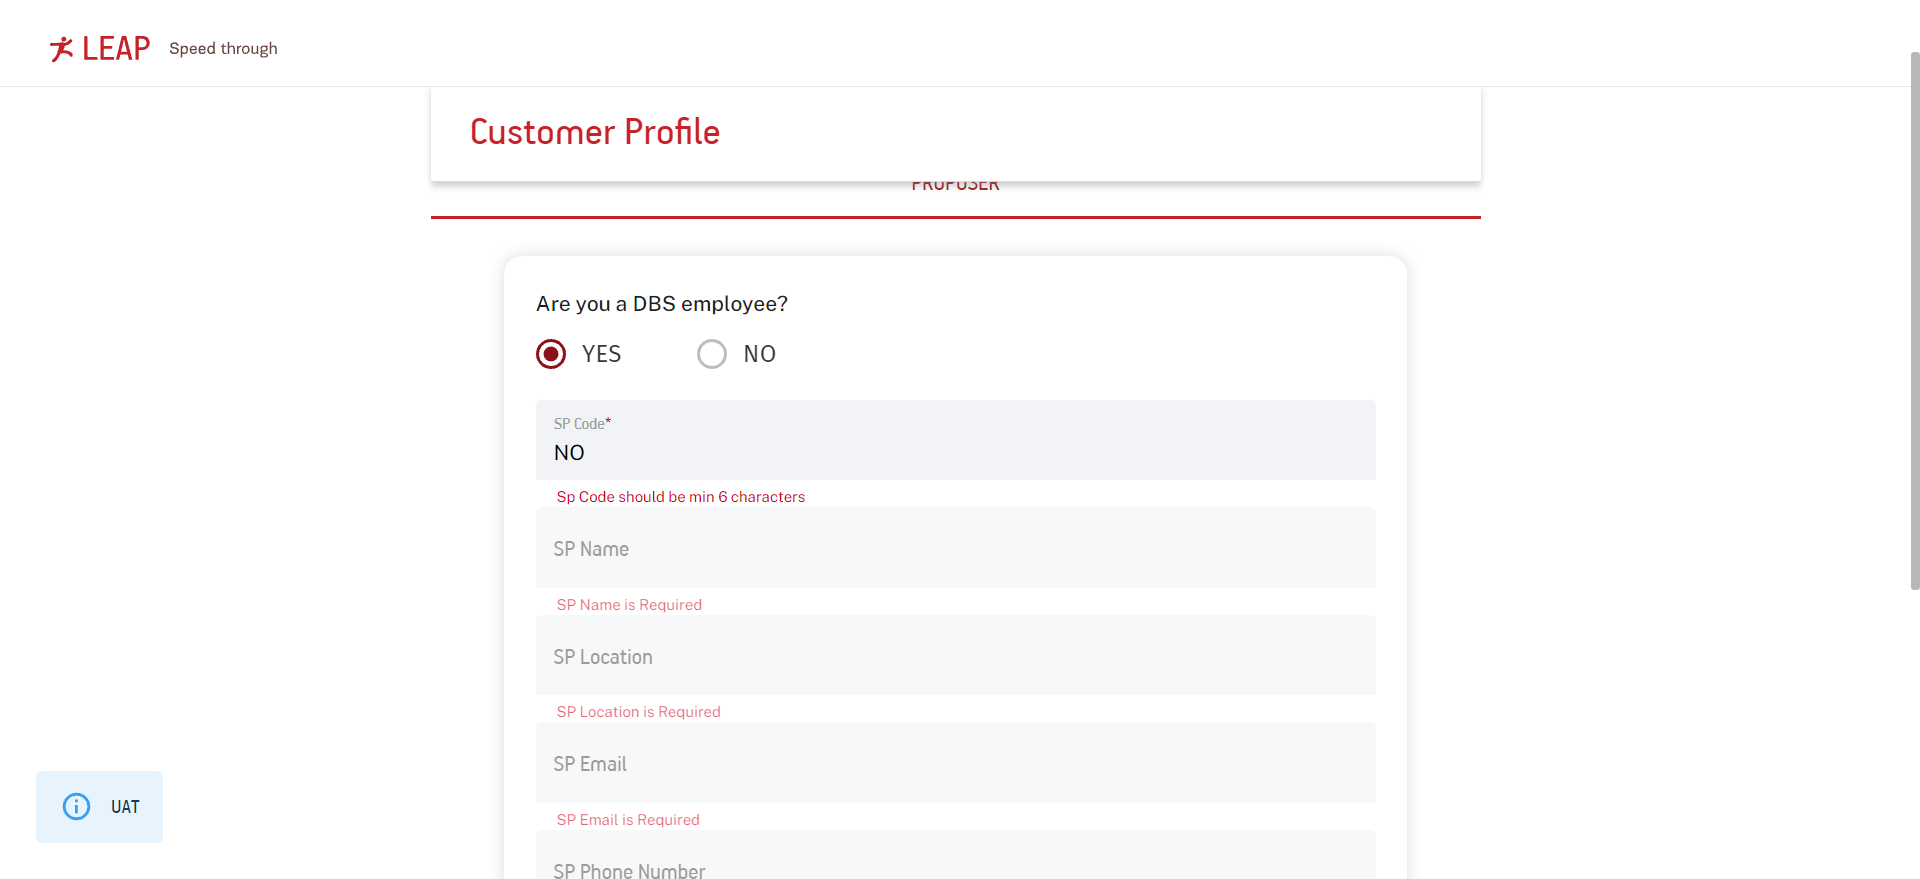 LEAP Speed through
Customer Profile
PROPOSER
Are you a DBS employee?
YES NO
SP Code*
NO
Sp Code should be min 6 characters
SP Name
SP Name is Required
SP Location
SP Location is Required
SP Email
SP Email is Required
SP Phone Number
UAT